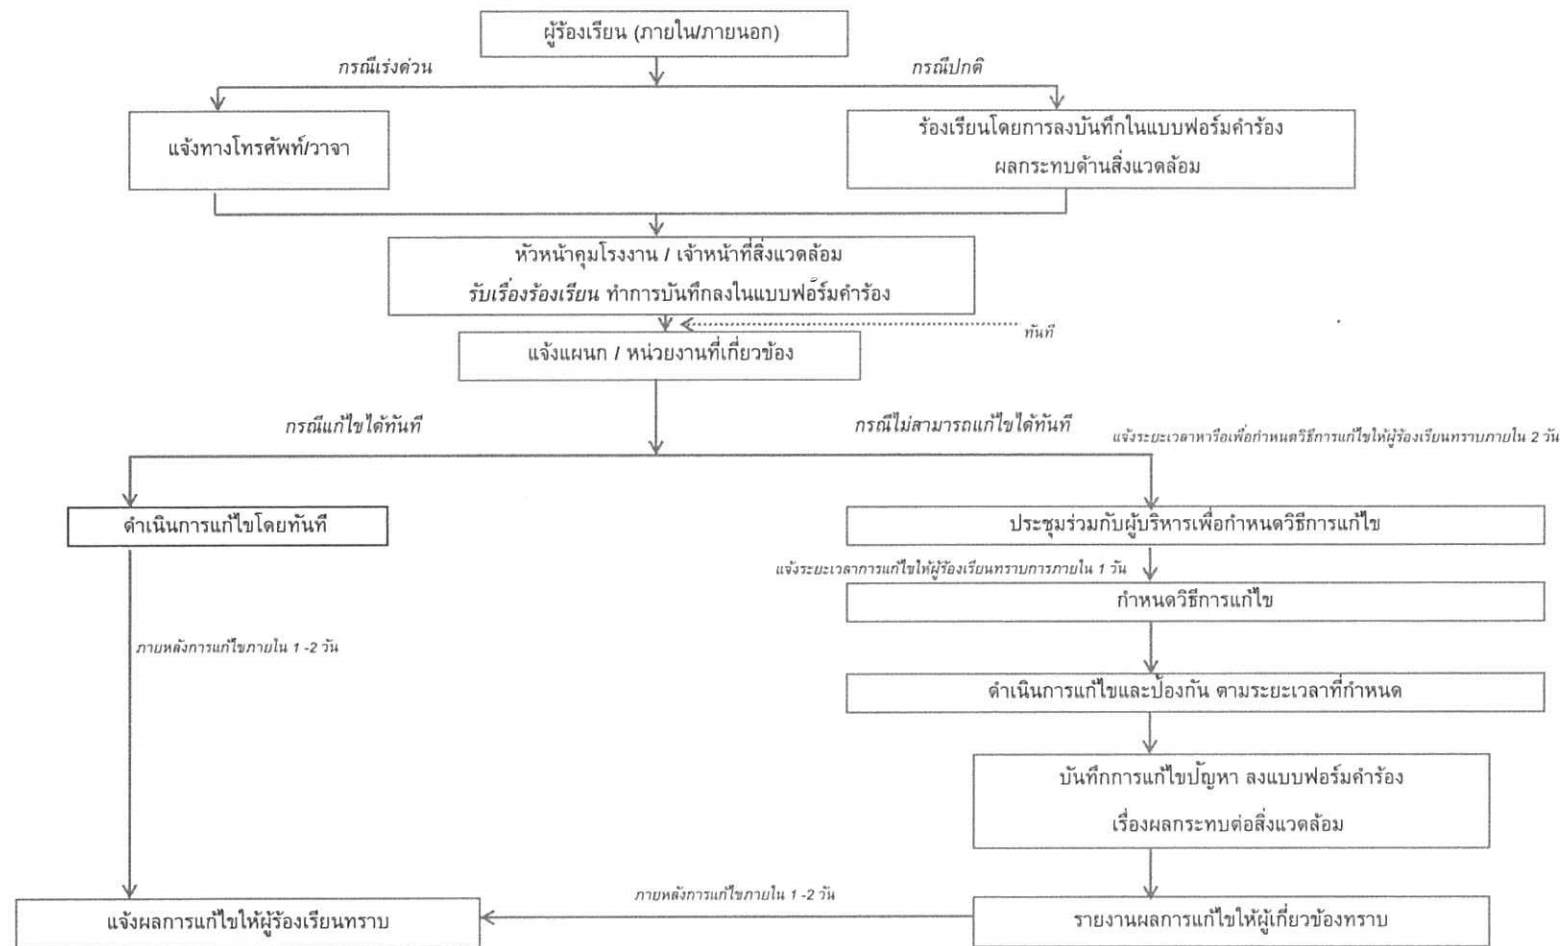 ผู้ร้องเรียน (ภายใน/ภายนอก)
กรณีเร่งด่วน
กรณีปกติ
แจ้งทางโทรศัพท์/วาจา
ร้องเรียนโดยการลงบันทึกในแบบฟอร์มคำร้อง
ผลกระทบด้านสิ่งแวดล้อม
หัวหน้าคุมโรงงาน / เจ้าหน้าที่สิ่งแวดล้อม
รับเรื่องร้องเรียน ทำการบันทึกลงในแบบฟอร์มคำร้อง
ทันที
แจ้งแผนก / หน่วยงานที่เกี่ยวข้อง
กรณีแก้ไขได้ทันที
กรณีไม่สามารถแก้ไขได้ทันที
แจ้งระยะเวลาหารือเพื่อกำหนดวิธีการแก้ไขให้ผู้ร้องเรียนทราบภายใน 2 วัน
ดำเนินการแก้ไขโดยทันที
ประชุมร่วมกับผู้บริหารเพื่อกำหนดวิธีการแก้ไข
แจ้งระยะเวลาการแก้ไขให้ผู้ร้องเรียนทราบการภายใน 1 วัน
กำหนดวิธีการแก้ไข
ภายหลังการแก้ไขภายใน 1 -2 วัน
ดำเนินการแก้ไขและป้องกัน ตามระยะเวลาที่กำหนด
บันทึกการแก้ไขปัญหา ลงแบบฟอร์มคำร้อง
เรื่องผลกระทบต่อสิ่งแวดล้อม
ภายหลังการแก้ไขภายใน 1 -2 วัน
แจ้งผลการแก้ไขให้ผู้ร้องเรียนทราบ
รายงานผลการแก้ไขให้ผู้เกี่ยวข้องทราบ